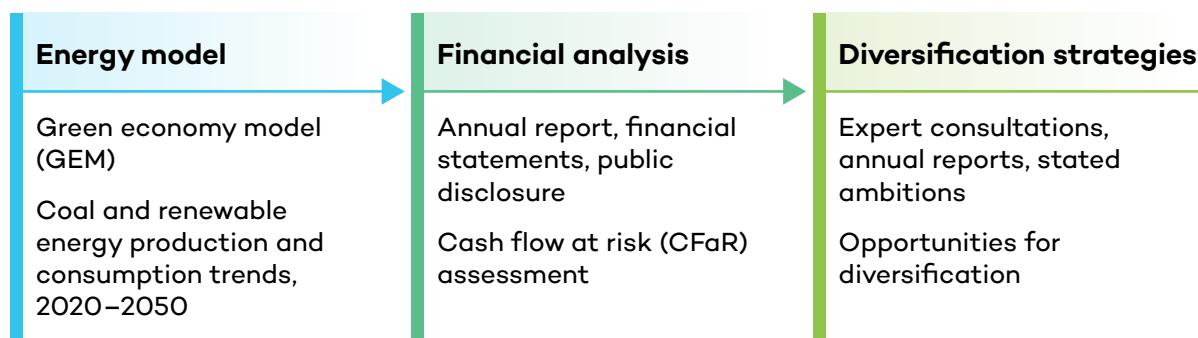 Energy model
Green economy model
(GEM)
Coal and renewable
energy production and
consumption trends,
2020–2050
Financial analysis
Annual report, financial
statements, public
disclosure
Cash flow at risk (CFaR)
assessment
Diversification strategies
Expert consultations,
annual reports, stated
ambitions
Opportunities for
diversification